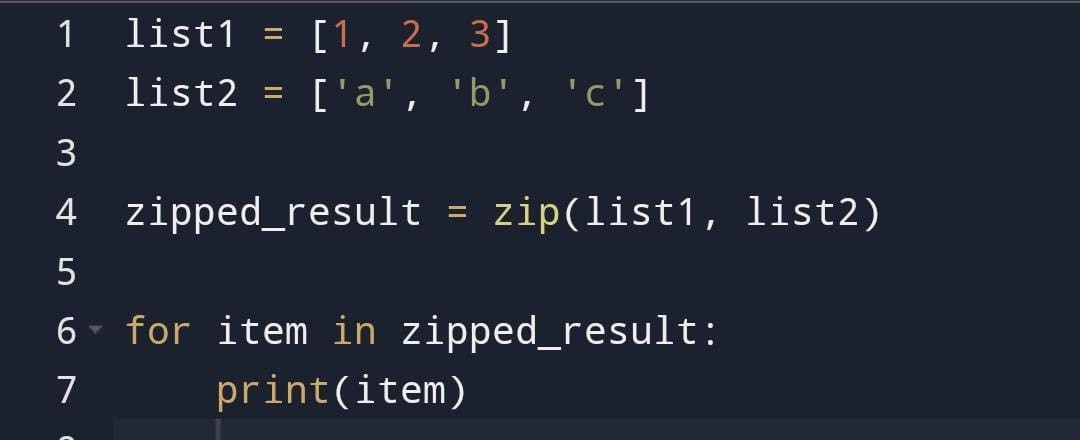 1 list1 = [1, 2, 3]
2 list2 = ['a', 'b', 'c']
3
4 zipped_result = zip(list1, list2)
5
6 for item in zipped_result:
7     print(item)